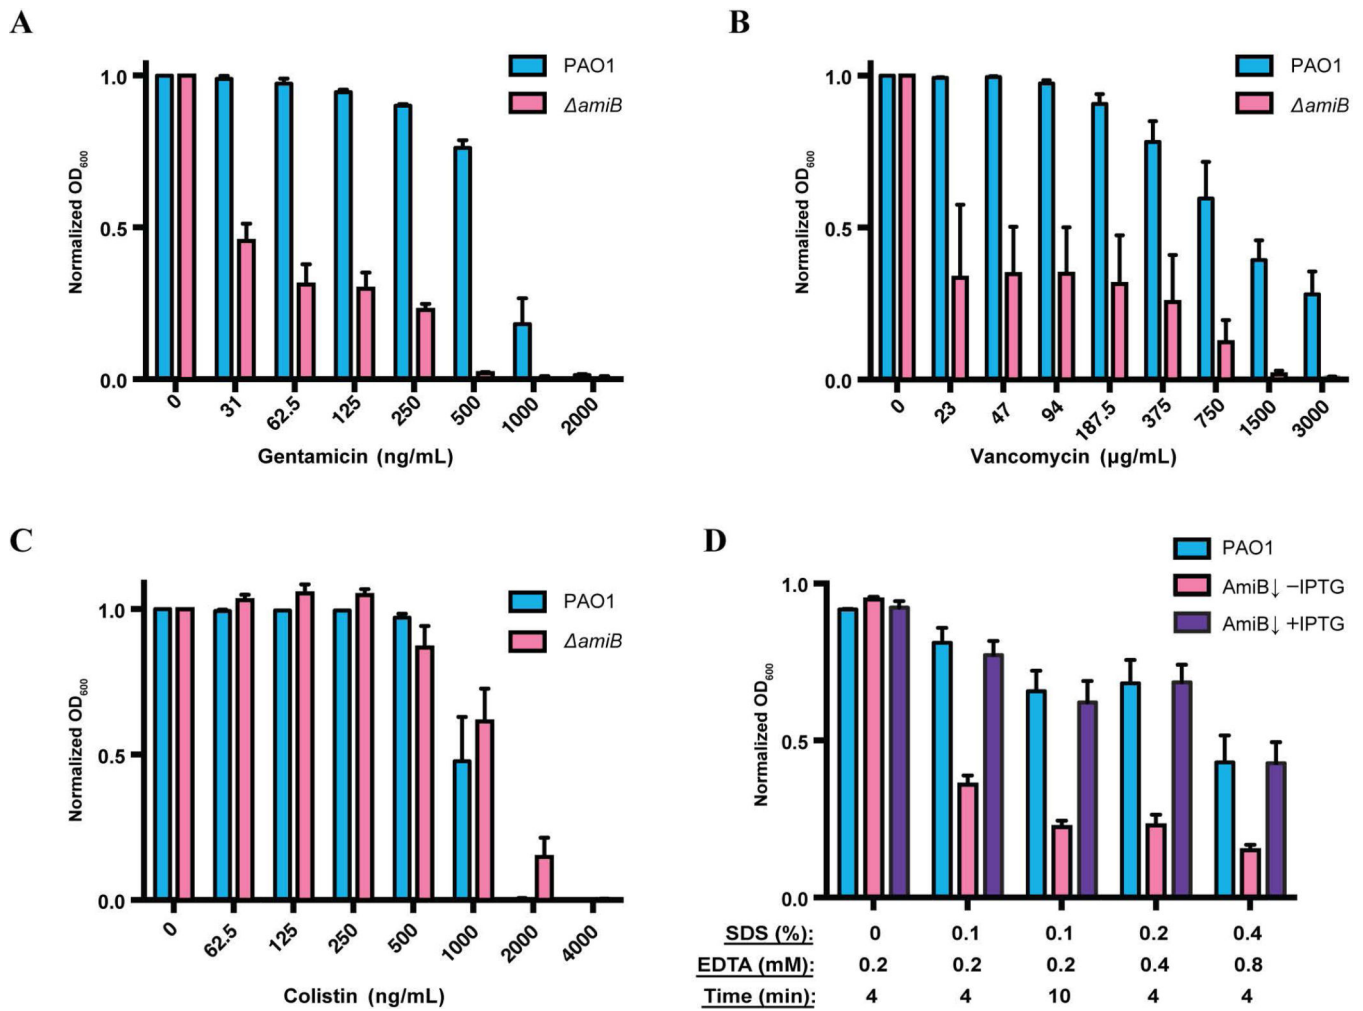 A
PAO1
ΔamiB
1.0
0.5
0.0
Normalized OD600
0 31 62.5 125 250 500 1000 2000
Gentamicin (ng/mL)
B
PAO1
ΔamiB
1.0
0.5
0.0
Normalized OD600
0 23 47 94 187.5 375 750 1500 3000
Vancomycin (µg/mL)
C
PAO1
ΔamiB
1.0
0.5
0.0
Normalized OD600
0 62.5 125 250 500 1000 2000 4000
Colistin (ng/mL)
D
PAO1
AmiB↓ −IPTG
AmiB↓ +IPTG
1.0
0.5
0.0
Normalized OD600
SDS (%): 0 0.1 0.1 0.2 0.4
EDTA (mM): 0.2 0.2 0.2 0.4 0.8
Time (min): 4 4 10 4 4